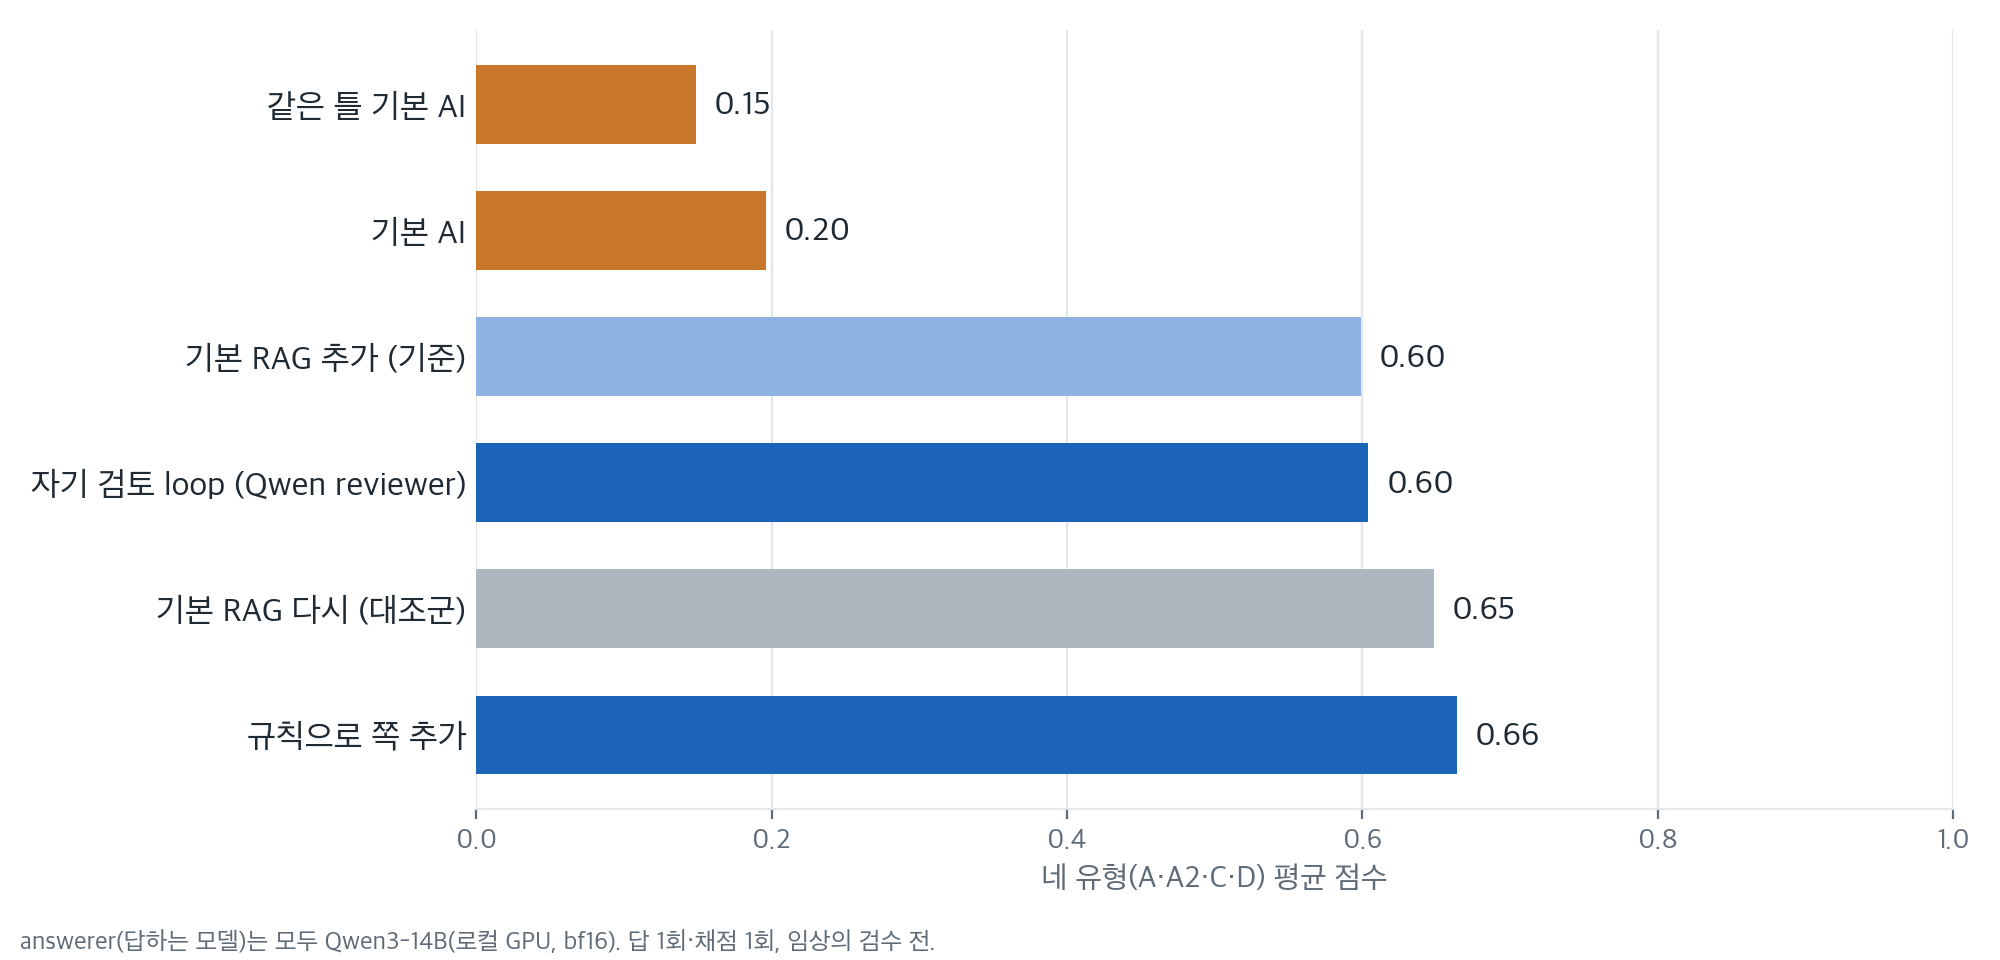 같은 틀 기본 AI
0.15
기본 AI
0.20
기본 RAG 추가 (기준)
0.60
자기 검토 loop (Qwen reviewer)
0.60
기본 RAG 다시 (대조군)
0.65
규칙으로 쪽 추가
0.66
0.0 0.2 0.4 0.6 0.8 1.0
네 유형(A·A2·C·D) 평균 점수
answerer(답하는 모델)는 모두 Qwen3-14B(로컬 GPU, bf16). 답 1회·채점 1회, 임상의 검수 전.